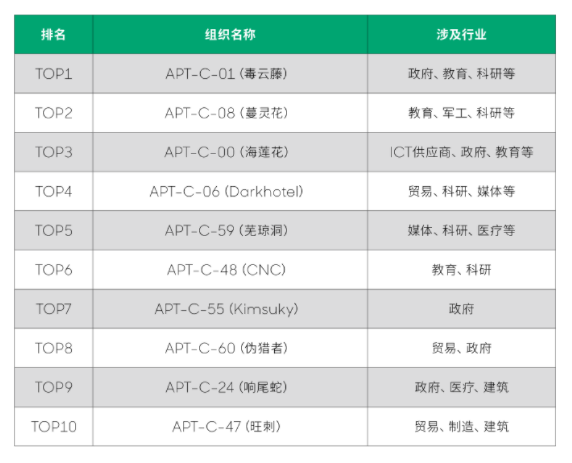 排名 组织名称 涉及行业
TOP1 APT-C-01 (毒云藤) 政府、教育、科研等
TOP2 APT-C-08 (蔓灵花) 教育、军工、科研等
TOP3 APT-C-00 (海莲花) ICT供应商、政府、教育等
TOP4 APT-C-06 (Darkhotel) 贸易、科研、媒体等
TOP5 APT-C-59 (芜琼洞) 媒体、科研、医疗等
TOP6 APT-C-48 (CNC) 教育、科研
TOP7 APT-C-55 (Kimsuky) 政府
TOP8 APT-C-60 (伪猎者) 贸易、政府
TOP9 APT-C-24 (响尾蛇) 政府、医疗、建筑
TOP10 APT-C-47 (旺刺) 贸易、制造、建筑